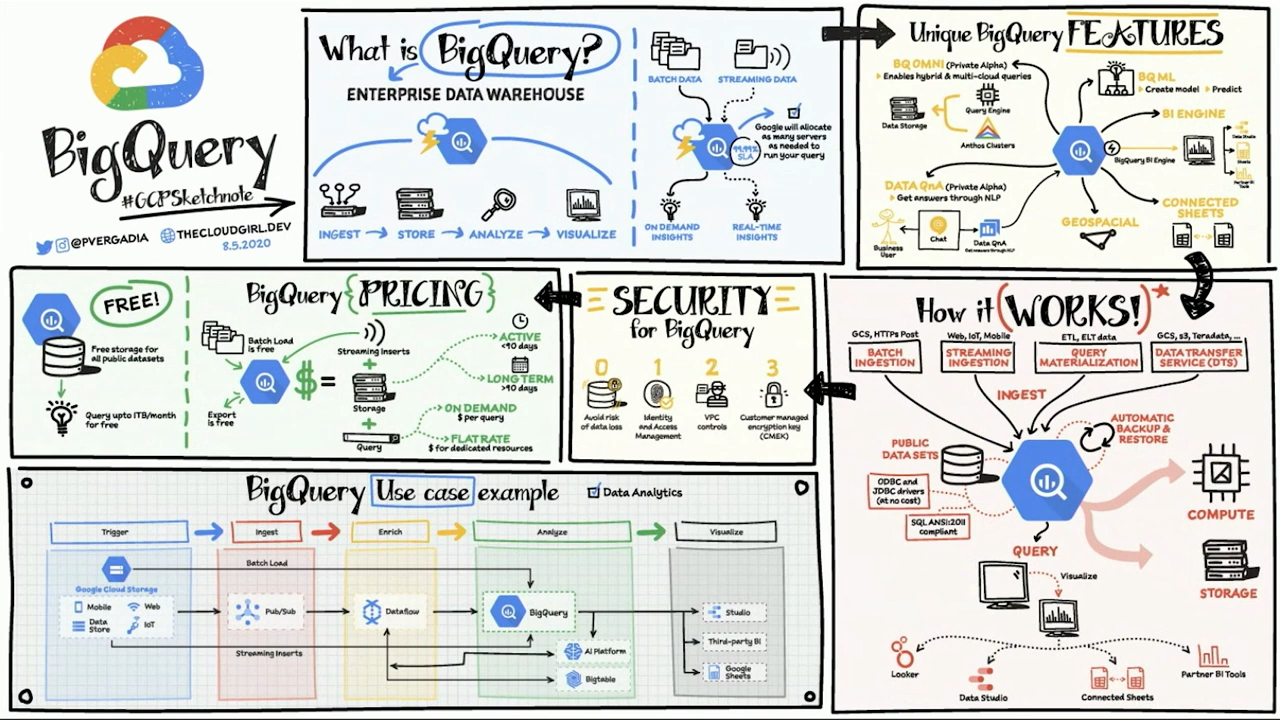 BigQuery
#GCPSketchnote
@PVERGADIA
THECLOUDGIRL.DEV
8.5.2020
What is BigQuery?
ENTERPRISE DATA WAREHOUSE
INGEST
STORE
ANALYZE
VISUALIZE
BATCH DATA
STREAMING DATA
99.99%
SLA
Google will allocate
as many servers
as needed to
run your query
ON DEMAND
INSIGHTS
REAL-TIME
INSIGHTS
Unique BigQuery FEATURES
BQ OMNI (Private Alpha)
Enables hybrid & multi-cloud queries
Query Engine
Data Storage
Anthos Clusters
BQ ML
Create model
Predict
BI ENGINE
BigQuery BI Engine
Data Studio
Sheets
Partner BI
Tools
DATA QnA (Private Alpha)
Get answers through NLP
Business
User
Chat
Data QnA
Get answers through NLP
GEOSPACIAL
CONNECTED
SHEETS
FREE!
Free storage for
all public datasets
Query upto 1TB/month
for free
BigQuery {PRICING}
Batch Load
is free
Export
is free
$ =
Streaming Inserts
+
Storage
+
Query
ACTIVE
<90 days
LONG TERM
>90 days
ON DEMAND
$ per query
FLAT RATE
$ for dedicated resources
SECURITY
for BigQuery
0
Avoid risk
of data loss
1
Identity
and Access
Management
2
VPC
controls
3
Customer managed
encryption key
(CMEK)
How it (WORKS!)*
GCS, HTTPs Post
BATCH
INGESTION
Web, IoT, Mobile
STREAMING
INGESTION
ETL, ELT data
QUERY
MATERIALIZATION
GCS, s3, Teradata, ...
DATA TRANSFER
SERVICE (DTS)
INGEST
AUTOMATIC
BACKUP &
RESTORE
PUBLIC
DATA SETS
ODBC and
JDBC drivers
(at no cost)
SQL ANSI:2011
compliant
COMPUTE
STORAGE
QUERY
Visualize
Looker
Data Studio
Connected Sheets
Partner BI Tools
BigQuery Use case example
Data Analytics
Trigger
Ingest
Enrich
Analyze
Visualize
Google Cloud Storage
Mobile
Web
Data
Store
IoT
Batch Load
Pub/Sub
Dataflow
BigQuery
Streaming Inserts
AI Platform
Bigtable
Studio
Third-party BI
Google
Sheets